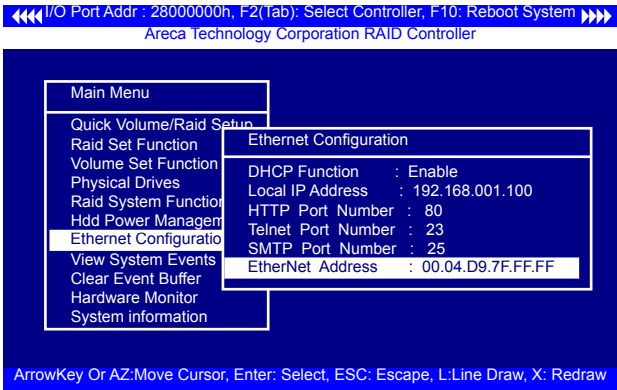 I/O Port Addr : 28000000h, F2(Tab): Select Controller, F10: Reboot System
Areca Technology Corporation RAID Controller
Main Menu
Quick Volume/Raid Setup
Raid Set Function
Volume Set Function
Physical Drives
Raid System Function
Hdd Power Managem
Ethernet Configuratio
View System Events
Clear Event Buffer
Hardware Monitor
System information
Ethernet Configuration
DHCP Function : Enable
Local IP Address : 192.168.001.100
HTTP Port Number : 80
Telnet Port Number : 23
SMTP Port Number : 25
EtherNet Address : 00.04.D9.7F.FF.FF
ArrowKey Or AZ:Move Cursor, Enter: Select, ESC: Escape, L:Line Draw, X: Redraw